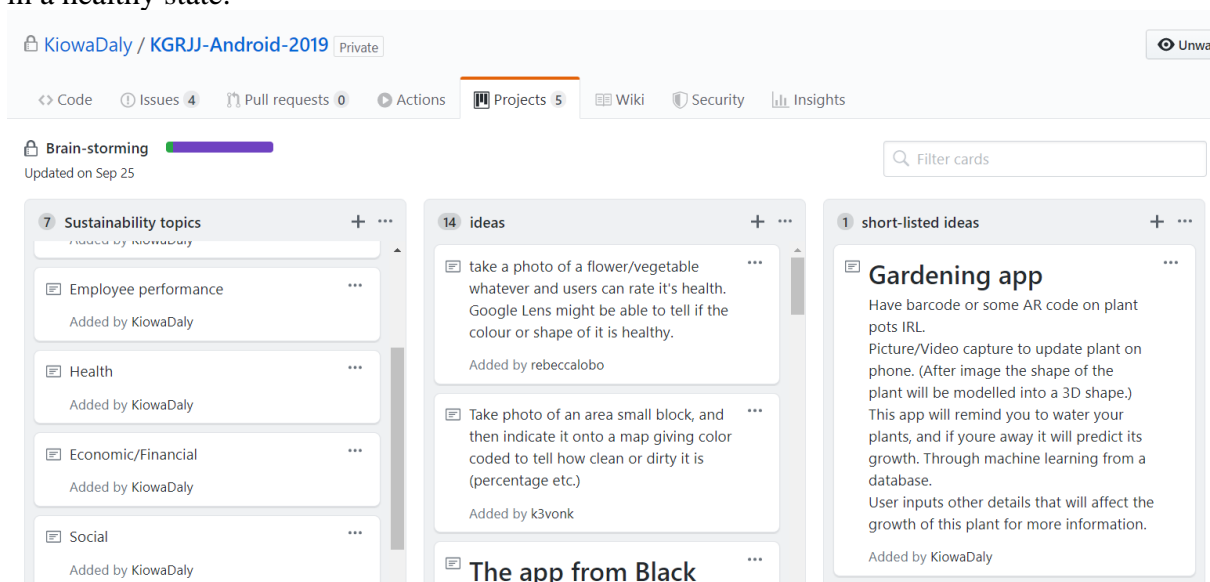 in a healthy state.
KiowaDaly / KGRJJ-Android-2019 Private
Unwa
Code
Issues 4
Pull requests 0
Actions
Projects 5
Wiki
Security
Insights
Brain-storming
Updated on Sep 25
Filter cards
7 Sustainability topics
Added by KiowaDaly
Employee performance
Added by KiowaDaly
Health
Added by KiowaDaly
Economic/Financial
Added by KiowaDaly
Social
Added by KiowaDaly
14 ideas
take a photo of a flower/vegetable
whatever and users can rate it's health.
Google Lens might be able to tell if the
colour or shape of it is healthy.
Added by rebeccalobo
Take photo of an area small block, and
then indicate it onto a map giving color
coded to tell how clean or dirty it is
(percentage etc.)
Added by k3vonk
The app from Black
1 short-listed ideas
Gardening app
Have barcode or some AR code on plant
pots IRL.
Picture/Video capture to update plant on
phone. (After image the shape of the
plant will be modelled into a 3D shape.)
This app will remind you to water your
plants, and if youre away it will predict its
growth. Through machine learning from a
database.
User inputs other details that will affect the
growth of this plant for more information.
Added by KiowaDaly